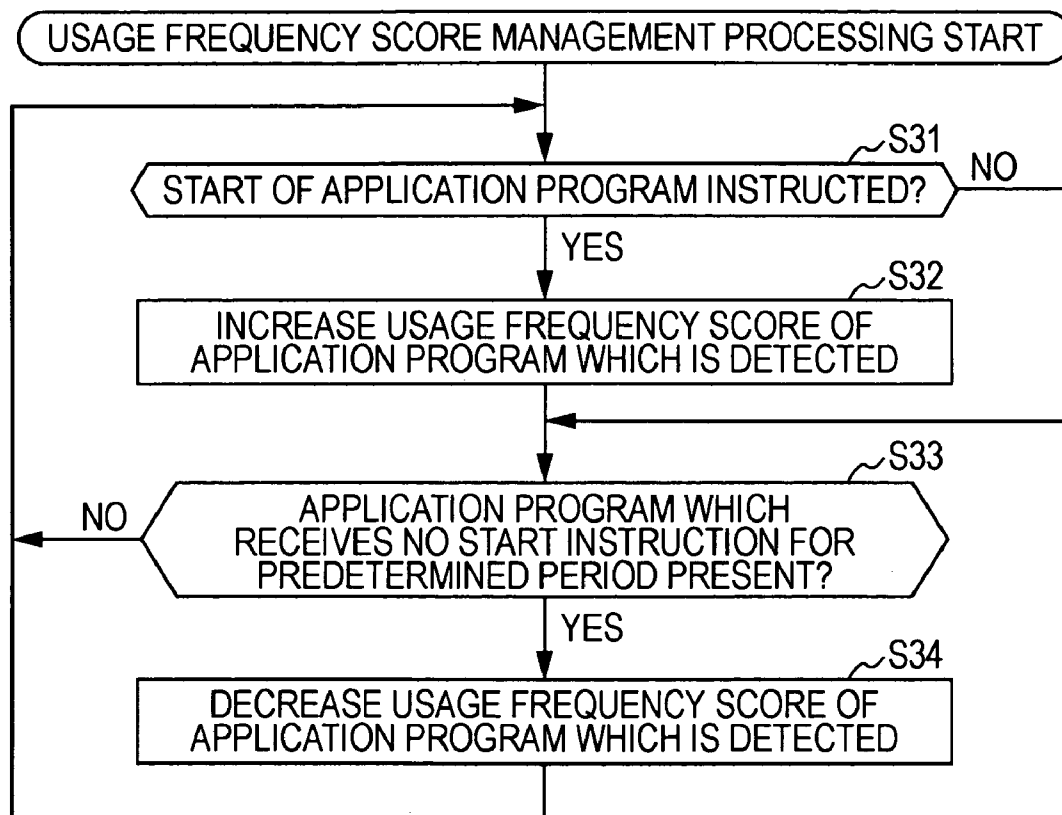 USAGE FREQUENCY SCORE MANAGEMENT PROCESSING START
S31
START OF APPLICATION PROGRAM INSTRUCTED?
NO
YES
S32
INCREASE USAGE FREQUENCY SCORE OF
APPLICATION PROGRAM WHICH IS DETECTED
S33
APPLICATION PROGRAM WHICH
RECEIVES NO START INSTRUCTION FOR
PREDETERMINED PERIOD PRESENT?
NO
YES
S34
DECREASE USAGE FREQUENCY SCORE OF
APPLICATION PROGRAM WHICH IS DETECTED